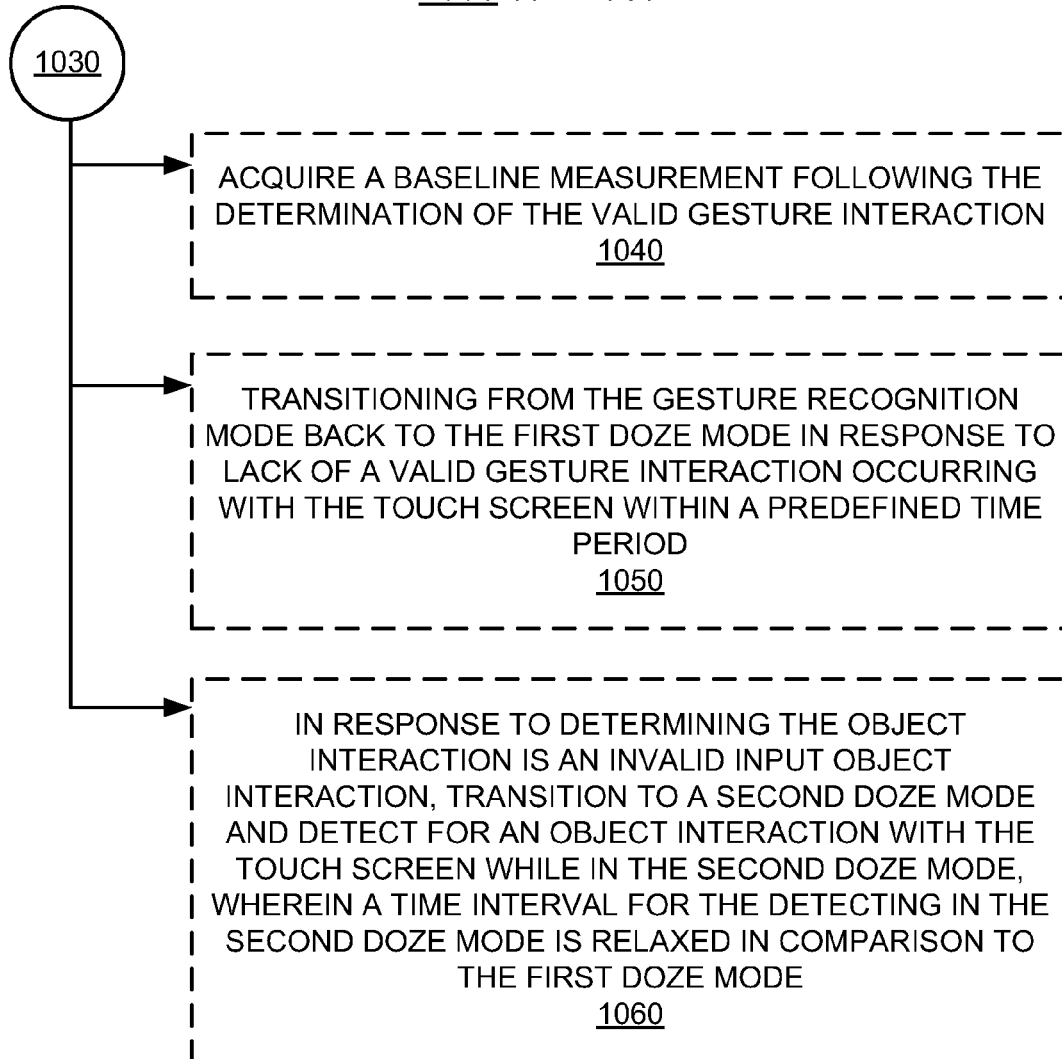 1030
ACQUIRE A BASELINE MEASUREMENT FOLLOWING THE
DETERMINATION OF THE VALID GESTURE INTERACTION
1040
TRANSITIONING FROM THE GESTURE RECOGNITION
MODE BACK TO THE FIRST DOZE MODE IN RESPONSE TO
LACK OF A VALID GESTURE INTERACTION OCCURRING
WITH THE TOUCH SCREEN WITHIN A PREDEFINED TIME
PERIOD
1050
IN RESPONSE TO DETERMINING THE OBJECT
INTERACTION IS AN INVALID INPUT OBJECT
INTERACTION, TRANSITION TO A SECOND DOZE MODE
AND DETECT FOR AN OBJECT INTERACTION WITH THE
TOUCH SCREEN WHILE IN THE SECOND DOZE MODE,
WHEREIN A TIME INTERVAL FOR THE DETECTING IN THE
SECOND DOZE MODE IS RELAXED IN COMPARISON TO
THE FIRST DOZE MODE
1060